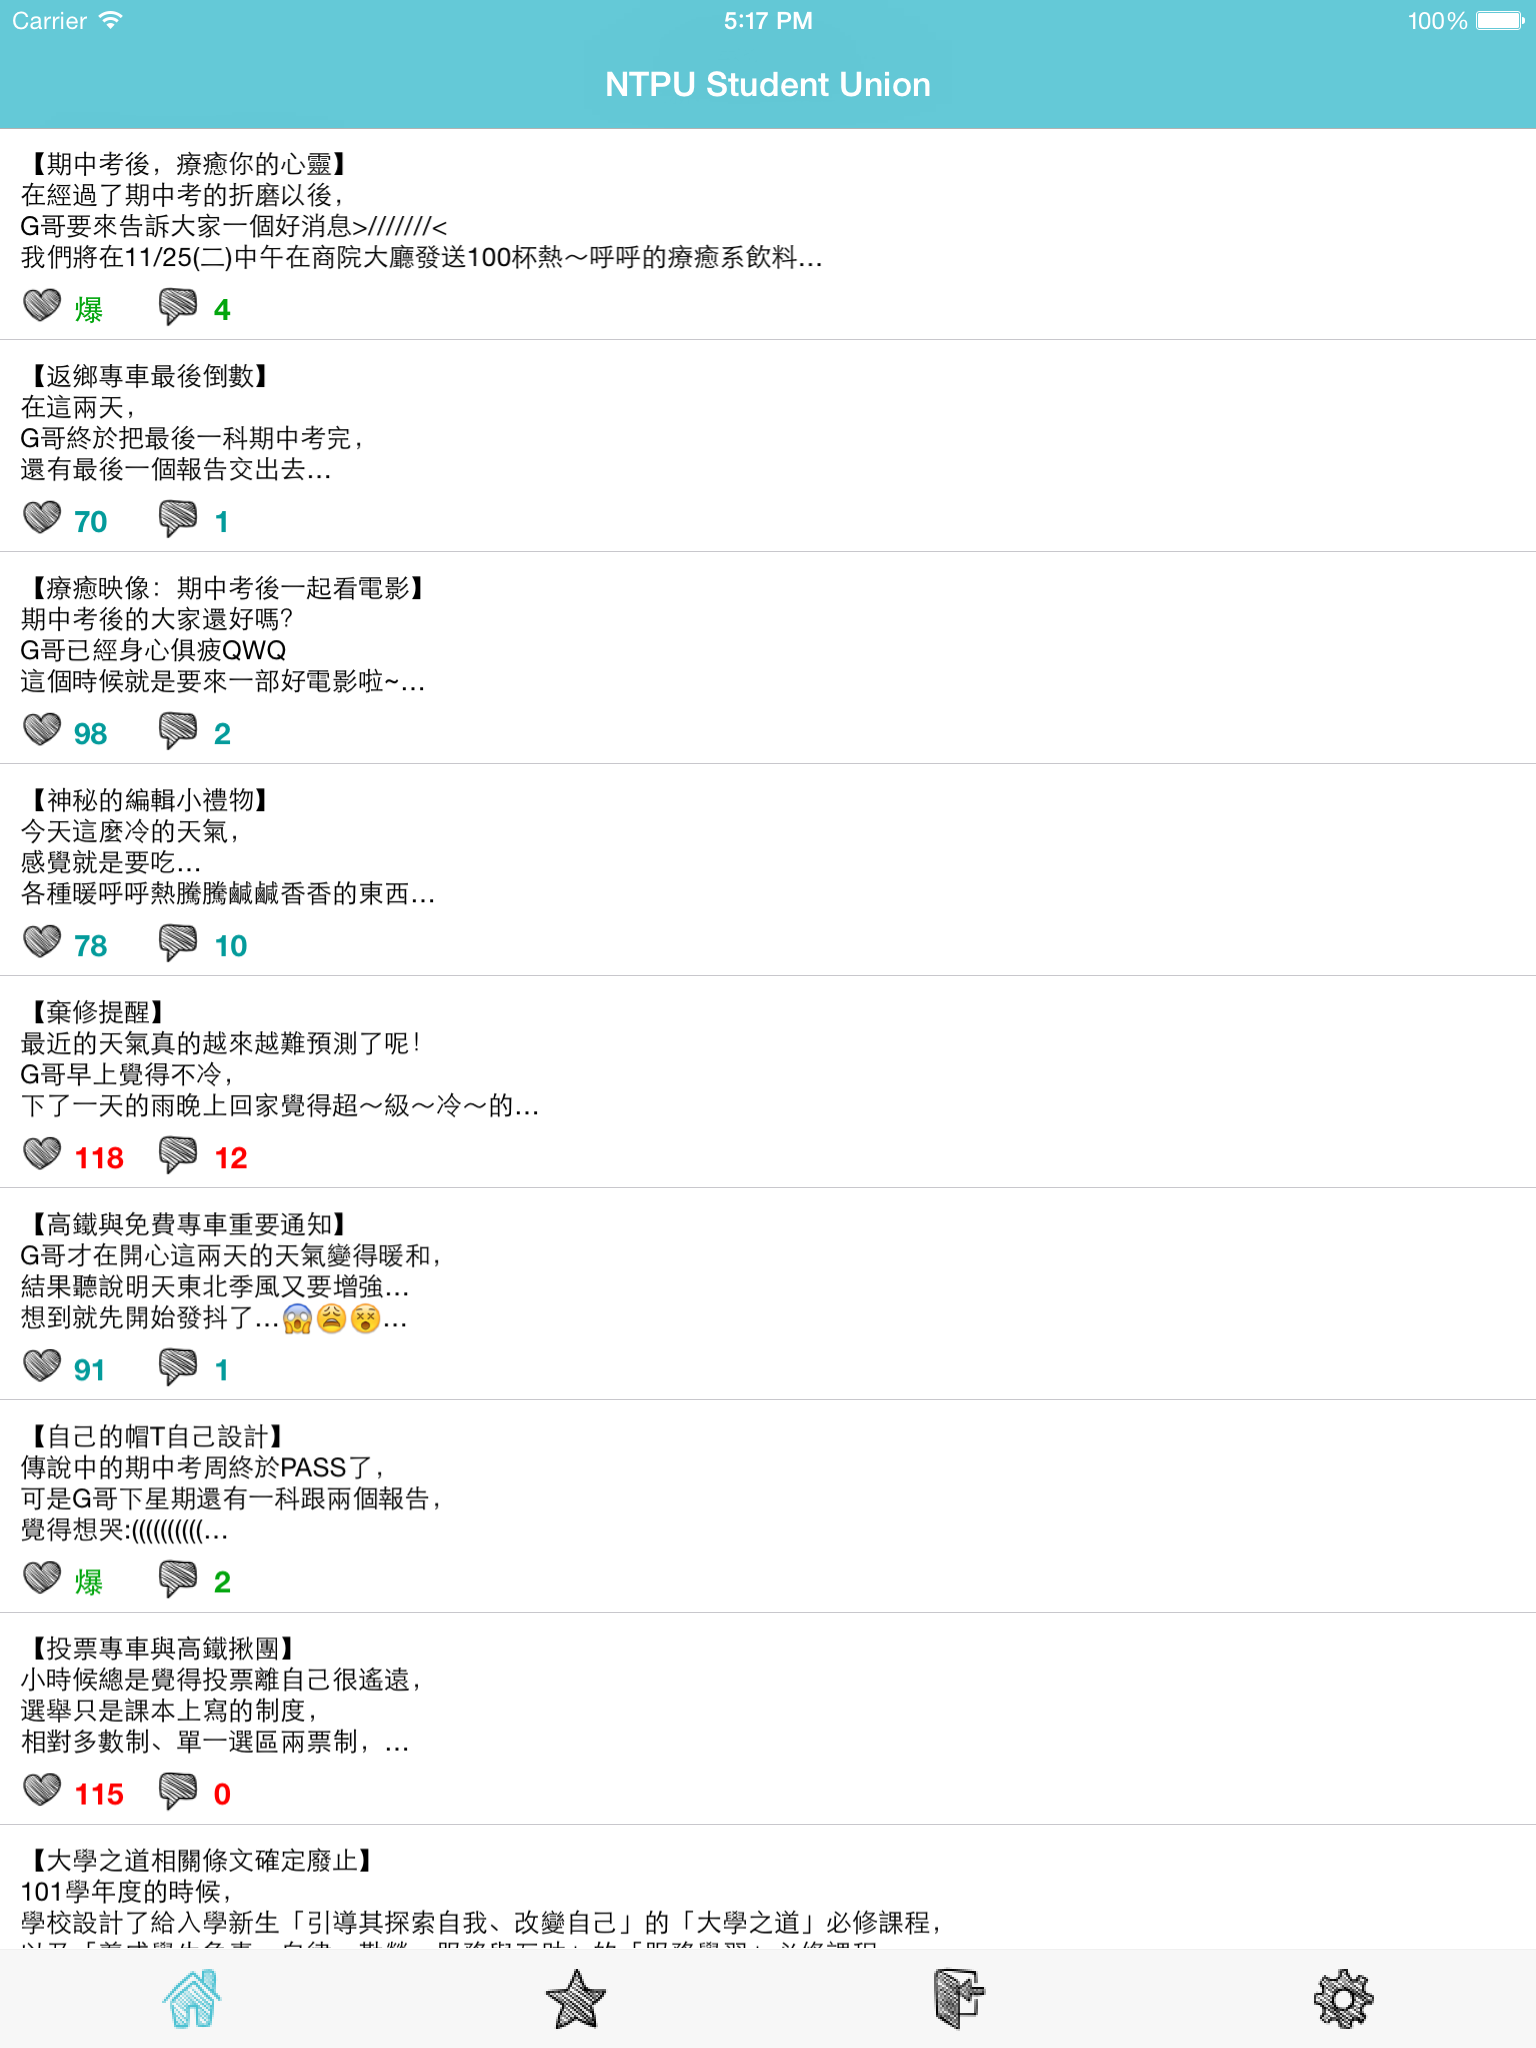 Carrier
5:17 PM
100%
NTPU Student Union
【期中考後，療癒你的心靈】
在經過了期中考的折磨以後，
G哥要來告訴大家一個好消息>///////<
我們將在11/25(二)中午在商院大廳發送100杯熱～呼呼的療癒系飲料...
爆 4
【返鄉專車最後倒數】
在這兩天，
G哥終於把最後一科期中考完，
還有最後一個報告交出去...
70 1
【療癒映像：期中考後一起看電影】
期中考後的大家還好嗎？
G哥已經身心俱疲QWQ
這個時候就是要來一部好電影啦~...
98 2
【神秘的編輯小禮物】
今天這麼冷的天氣，
感覺就是要吃...
各種暖呼呼熱騰騰鹹鹹香香的東西...
78 10
【棄修提醒】
最近的天氣真的越來越難預測了呢！
G哥早上覺得不冷，
下了一天的雨晚上回家覺得超～級～冷～的...
118 12
【高鐵與免費專車重要通知】
G哥才在開心這兩天的天氣變得暖和，
結果聽說明天東北季風又要增強...
想到就先開始發抖了...😱😩😵...
91 1
【自己的帽T自己設計】
傳說中的期中考周終於PASS了，
可是G哥下星期還有一科跟兩個報告，
覺得想哭:((((((((((...
爆 2
【投票專車與高鐵揪團】
小時候總是覺得投票離自己很遙遠，
選舉只是課本上寫的制度，
相對多數制、單一選區兩票制，...
115 0
【大學之道相關條文確定廢止】
101學年度的時候，
學校設計了給入學新生「引導其探索自我、改變自己」的「大學之道」必修課程，